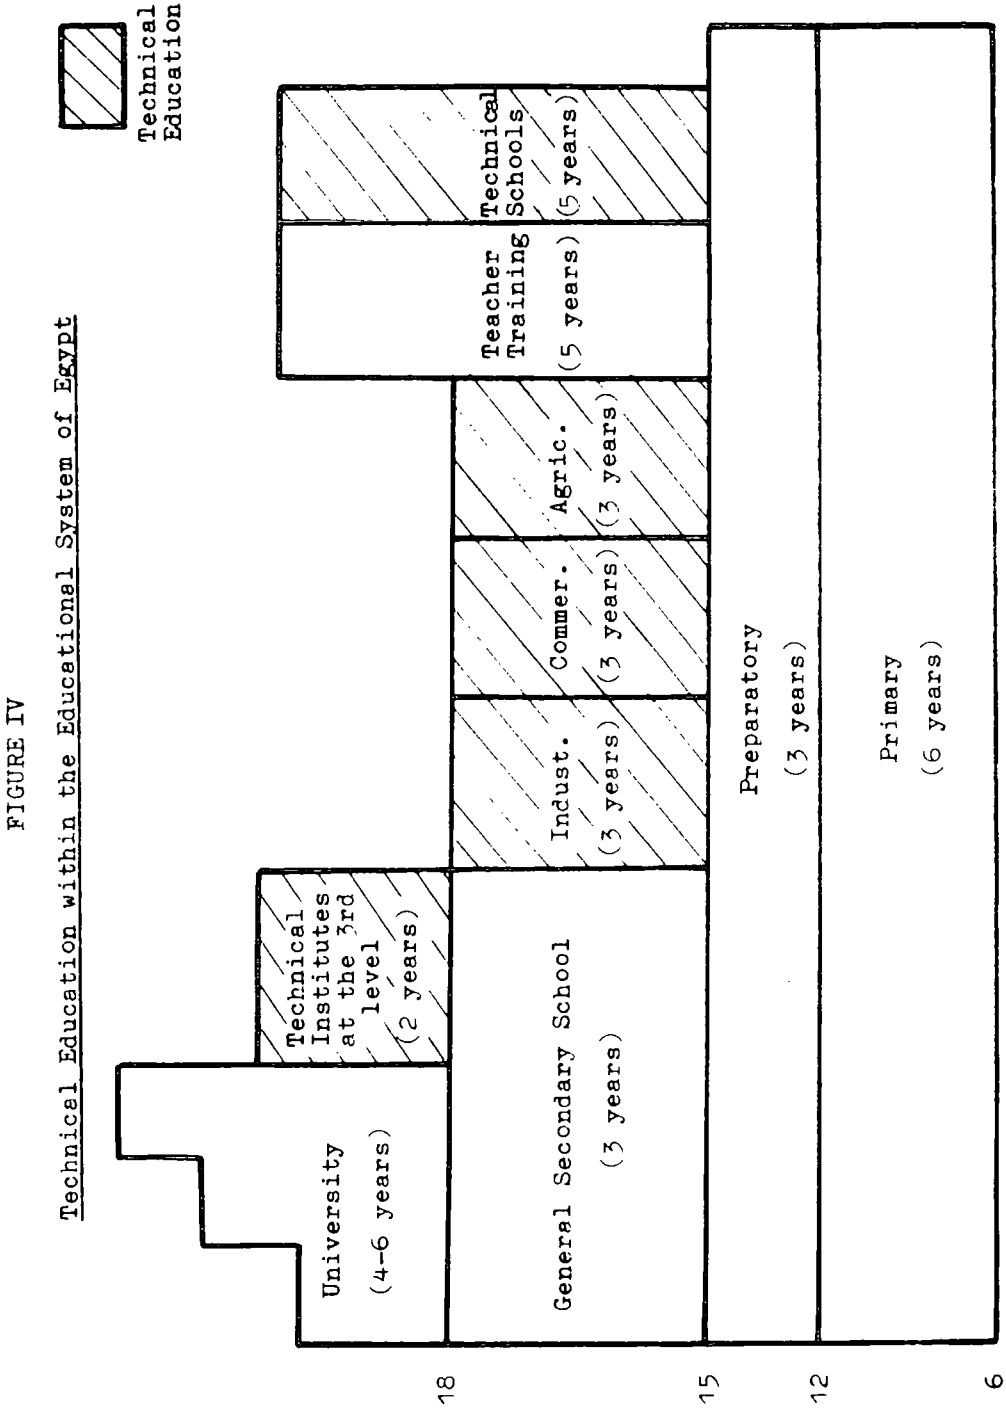 FIGURE IV
Technical Education within the Educational System of Egypt
Technical
Education
University
(4-6 years)
Technical
Institutes
at the 3rd
level
(2 years)
18
General Secondary School
(3 years)
Indust.
(3 years)
Commer.
(3 years)
Agric.
(3 years)
Teacher
Training
(5 years)
Technical
Schools
(5 years)
15
Preparatory
(3 years)
12
Primary
(6 years)
6